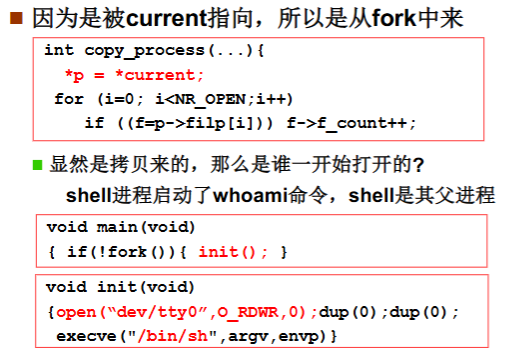 因为是被current指向，所以是从fork中来
int copy_process(...){
*p = *current;
for (i=0; i<NR_OPEN;i++)
if ((f=p->filp[i])) f->f_count++;
显然是拷贝来的，那么是谁一开始打开的?
shell进程启动了whoami命令，shell是其父进程
void main(void)
{ if(!fork()){ init(); }
void init(void)
{open(“dev/tty0”,O_RDWR,0);dup(0);dup(0);
execve("/bin/sh",argv,envp)}